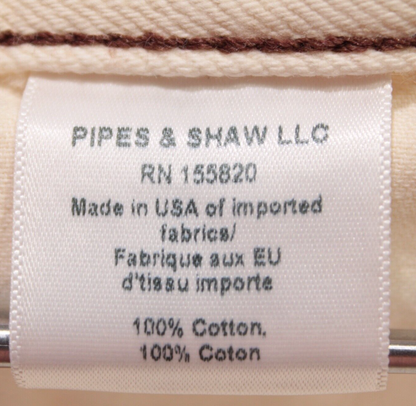 PIPES & SHAW LLC
RN 155820
Made in USA of imported
fabrics/
Fabrique aux EU
d'tissu importe
100% Cotton,
100% Coton